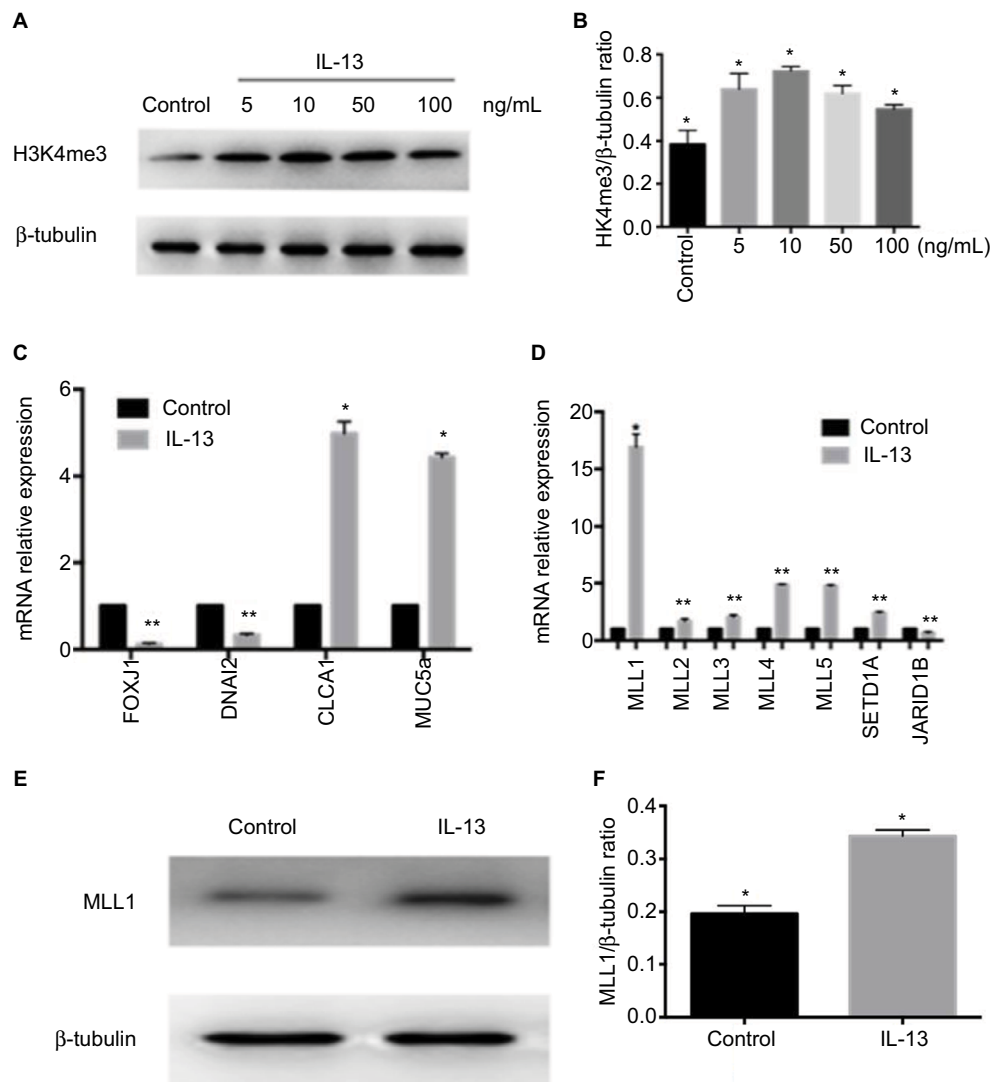 A
IL-13
Control 5 10 50 100 ng/mL
H3K4me3
β-tubulin
B
HK4me3/β-tubulin ratio
0.8
0.6
0.4
0.2
0.0
* * * * *
Control 5 10 50 100 (ng/mL)
C
mRNA relative expression
6
4
2
0
Control
IL-13
** ** * *
FOXJ1 DNAI2 CLCA1 MUC5a
D
mRNA relative expression
20
15
10
5
0
Control
IL-13
* ** ** ** ** ** **
MLL1 MLL2 MLL3 MLL4 MLL5 SETD1A JARID1B
E
Control IL-13
MLL1
β-tubulin
F
MLL1/β-tubulin ratio
0.4
0.3
0.2
0.1
0.0
* *
Control IL-13